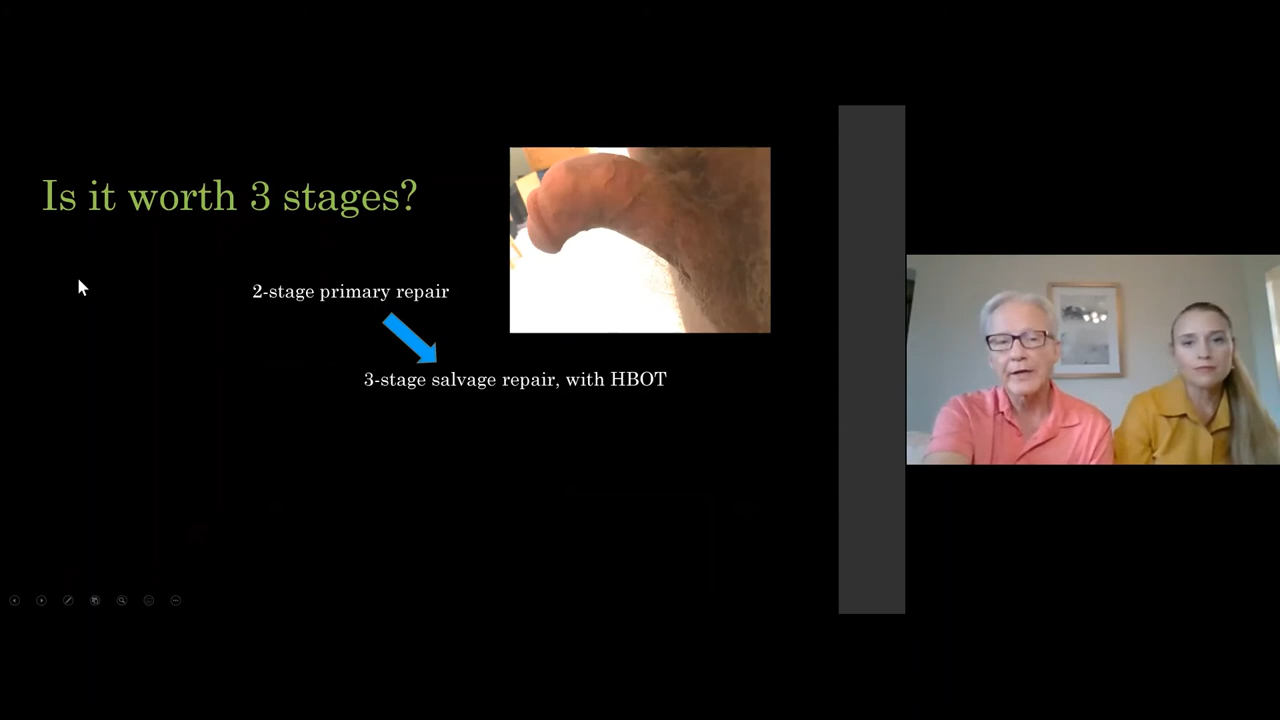 Is it worth 3 stages?
2-stage primary repair
3-stage salvage repair, with HBOT